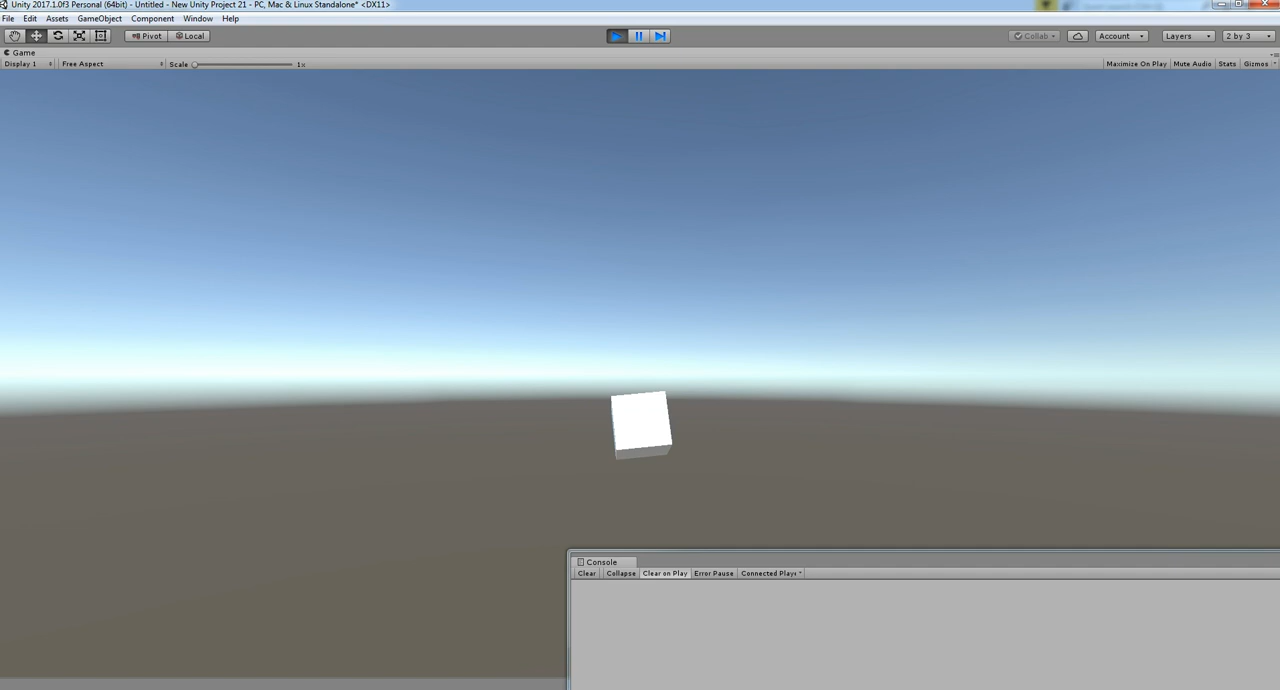 Unity 2017.1.0f3 Personal (64bit) - Untitled - New Unity Project 21 - PC, Mac & Linux Standalone* <DX11>
File Edit Assets GameObject Component Window Help
Pivot Local Collab Account Layers 2 by 3
Game
Display 1 Free Aspect Scale 1x Maximize On Play Mute Audio Stats Gizmos
Console
Clear Collapse Clear on Play Error Pause Connected Playe